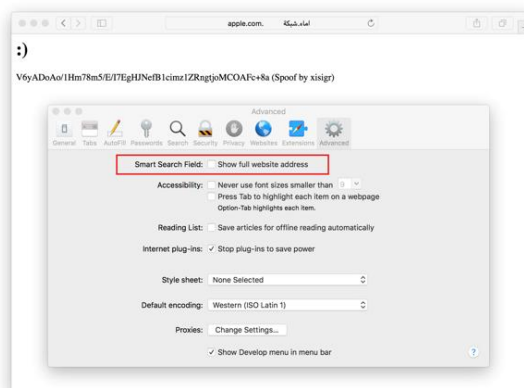 apple.com. اماء.شبكة
:)
V6yADoAo/1Hm78m5/E/I7EgHJNefB1cimz1ZRngtjoMCOAFc+8a (Spoof by xisigr)
Advanced
General Tabs AutoFill Passwords Search Security Privacy Websites Extensions Advanced
Smart Search Field: Show full website address
Accessibility: Never use font sizes smaller than 9
Press Tab to highlight each item on a webpage
Option-Tab highlights each item.
Reading List: Save articles for offline reading automatically
Internet plug-ins: Stop plug-ins to save power
Style sheet: None Selected
Default encoding: Western (ISO Latin 1)
Proxies: Change Settings...
Show Develop menu in menu bar ?